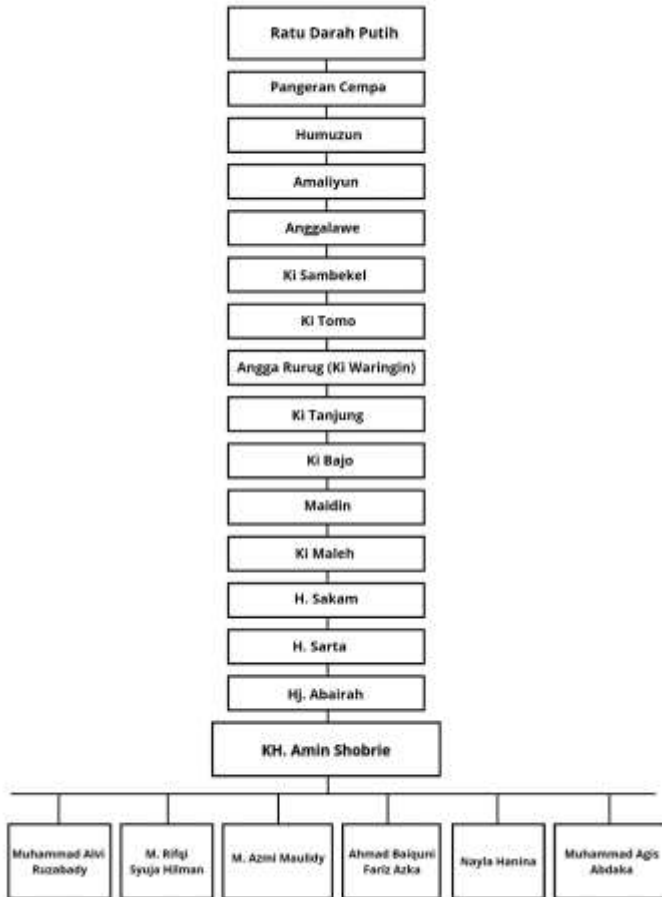 Ratu Darah Putih
Pangeran Cempa
Humuzun
Amaliyun
Anggalawe
Ki Sambekel
Ki Tomo
Angga Rurug (Ki Waringin)
Ki Tanjung
Ki Bajo
Maidin
Ki Maleh
H. Sakam
H. Sarta
Hj. Abairah
KH. Amin Shobrie
Muhammad Alvi
Ruzabady
M. Rifqi
Syuja Hilman
M. Azmi Maulidy
Ahmad Baiquni
Fariz Azka
Nayla Hanina
Muhammad Agis
Abdaka